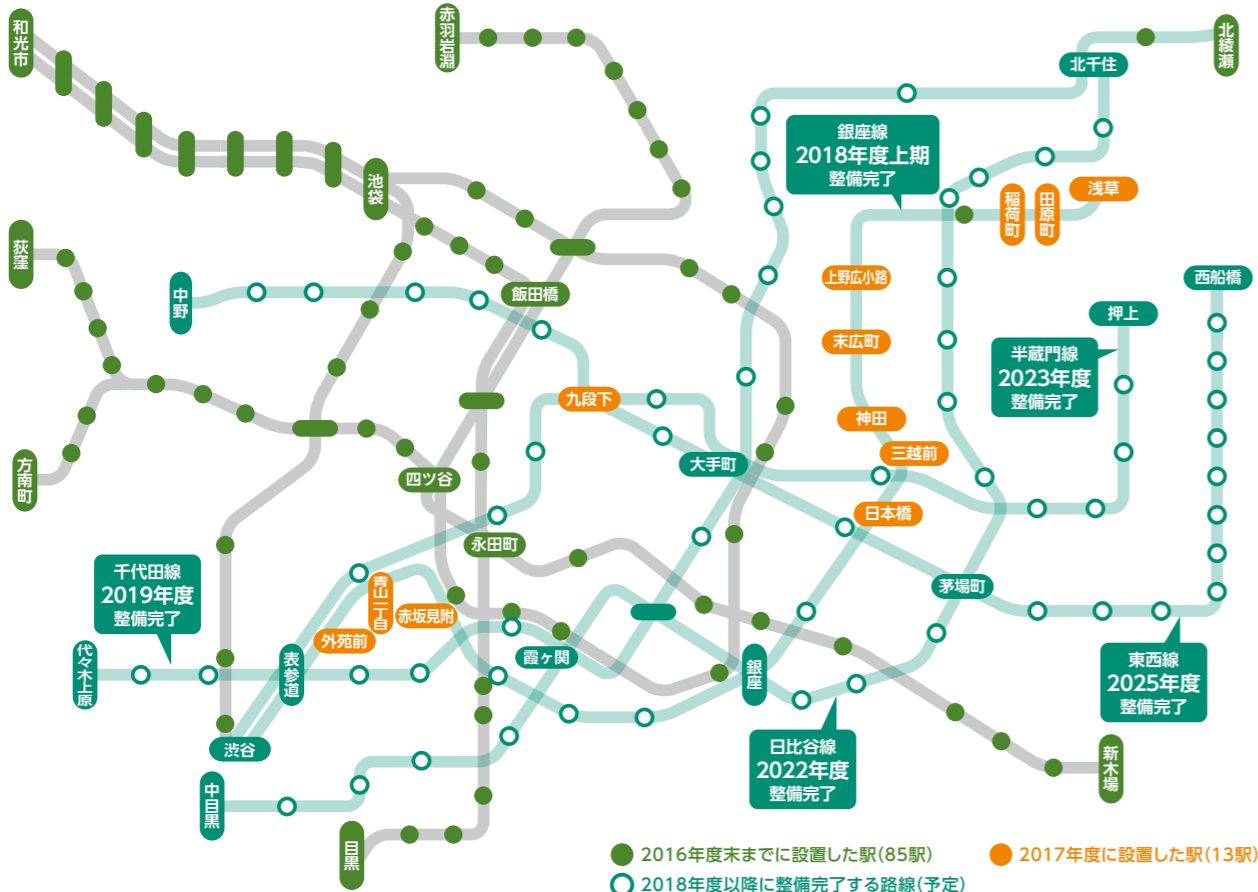 和光市
赤羽岩淵
北綾瀬
北千住
銀座線
2018年度上期
整備完了
池袋
稲荷町
田原町
浅草
荻窪
中野
飯田橋
上野広小路
西船橋
末広町
押上
半蔵門線
2023年度
整備完了
九段下
神田
三越前
方南町
四ツ谷
大手町
日本橋
永田町
千代田線
2019年度
整備完了
青山一丁目
赤坂見附
茅場町
外苑前
代々木上原
表参道
霞ヶ関
銀座
東西線
2025年度
整備完了
渋谷
日比谷線
2022年度
整備完了
新木場
中目黒
目黒
2016年度末までに設置した駅(85駅)
2017年度に設置した駅(13駅)
2018年度以降に整備完了する路線(予定)